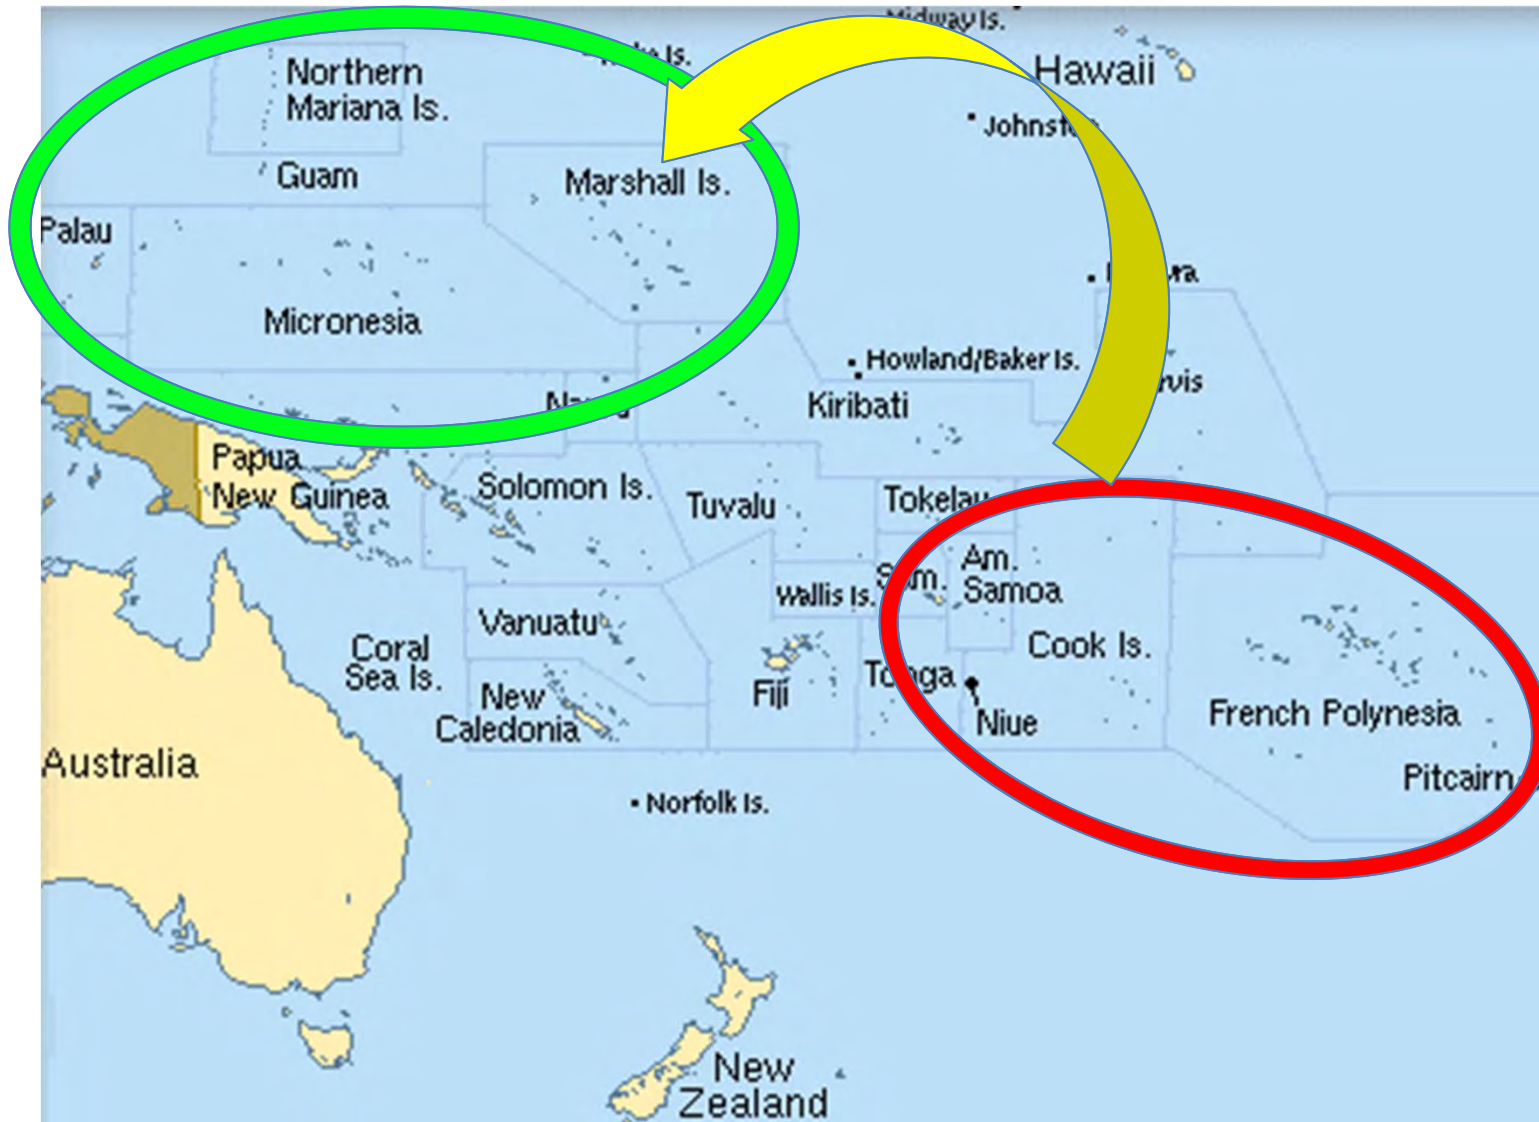 Midway Is.
Is.
Hawaii
Northern
Mariana Is.
Guam
Marshall Is.
Palau
Micronesia
Howland/Baker Is.
Kiribati
Papua
New Guinea
Solomon Is.
Tuvalu
Tokelau
Am.
Samoa
Wallis Is.
Vanuatu
Coral
Sea Is.
Cook Is.
Fiji
Tonga
New
Caledonia
Niue
French Polynesia
Australia
Pitcairn
Norfolk Is.
New
Zealand